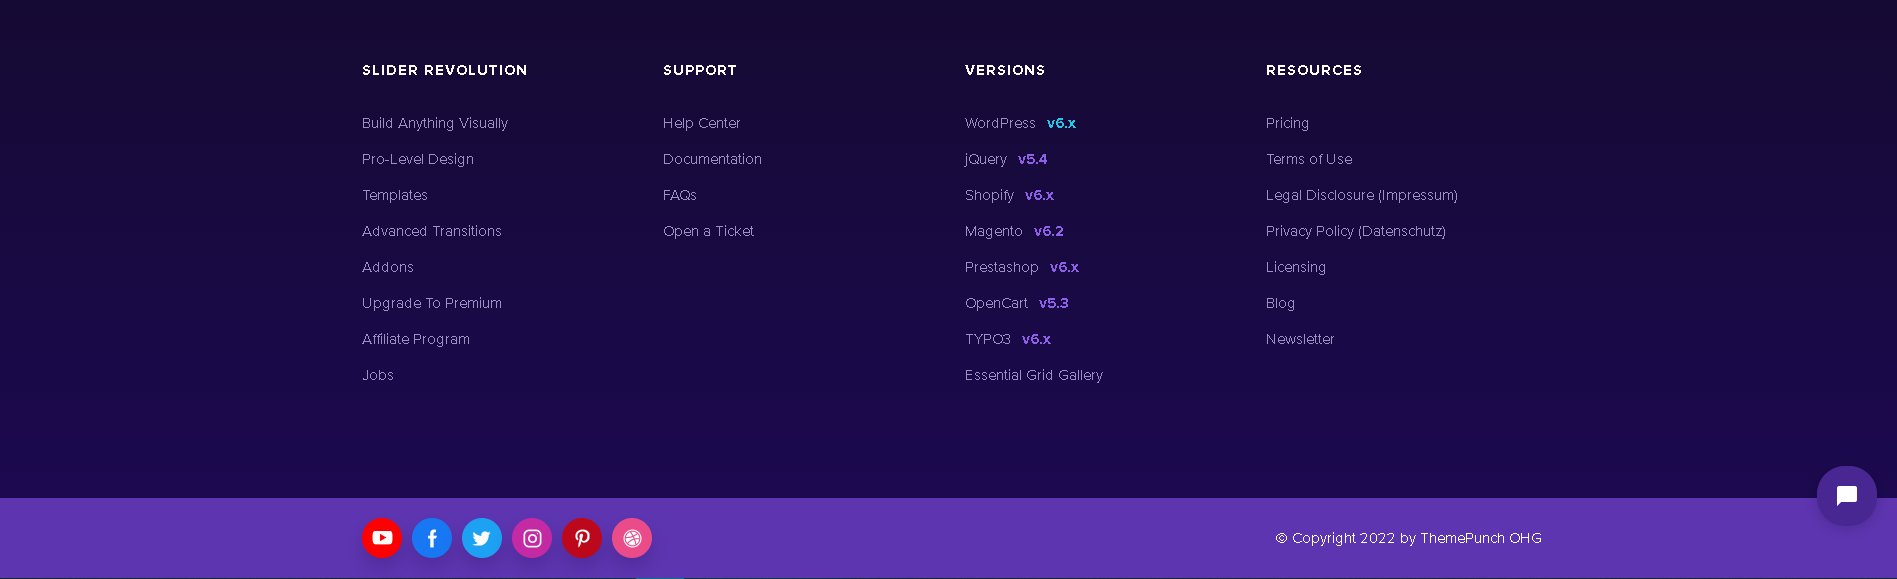 SLIDER REVOLUTION
Build Anything Visually
Pro-Level Design
Templates
Advanced Transitions
Addons
Upgrade To Premium
Affiliate Program
Jobs
SUPPORT
Help Center
Documentation
FAQs
Open a Ticket
VERSIONS
WordPress v6.x
jQuery v5.4
Shopify v6.x
Magento v6.2
Prestashop v6.x
OpenCart v5.3
TYPO3 v6.x
Essential Grid Gallery
RESOURCES
Pricing
Terms of Use
Legal Disclosure (Impressum)
Privacy Policy (Datenschutz)
Licensing
Blog
Newsletter
© Copyright 2022 by ThemePunch OHG